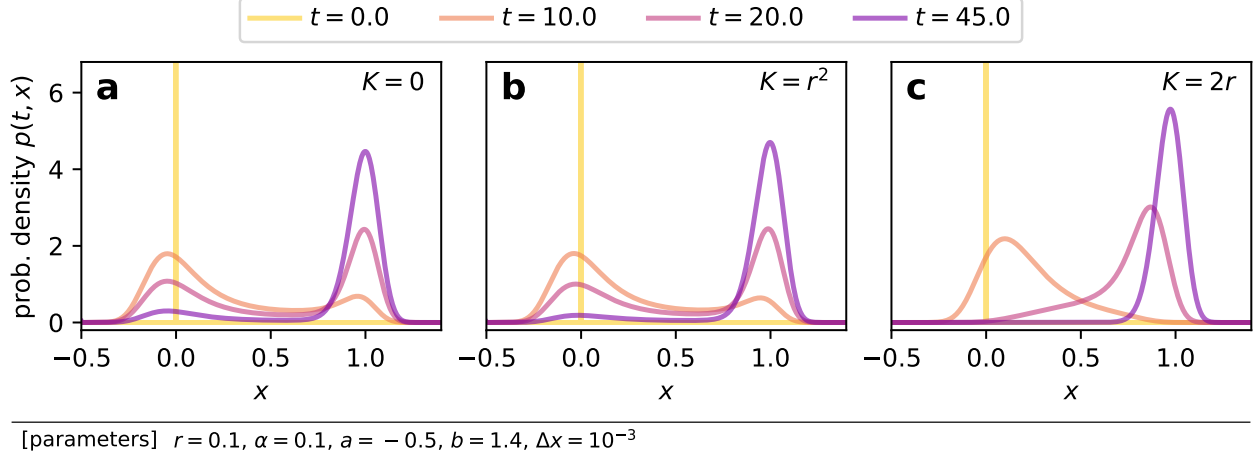 t = 0.0 t = 10.0 t = 20.0 t = 45.0
a K = 0
b K = r²
c K = 2r
prob. density p(t, x)
6
4
2
0
−0.5 0.0 0.5 1.0
−0.5 0.0 0.5 1.0
−0.5 0.0 0.5 1.0
x
x
x
[parameters] r = 0.1, α = 0.1, a = −0.5, b = 1.4, Δx = 10⁻³